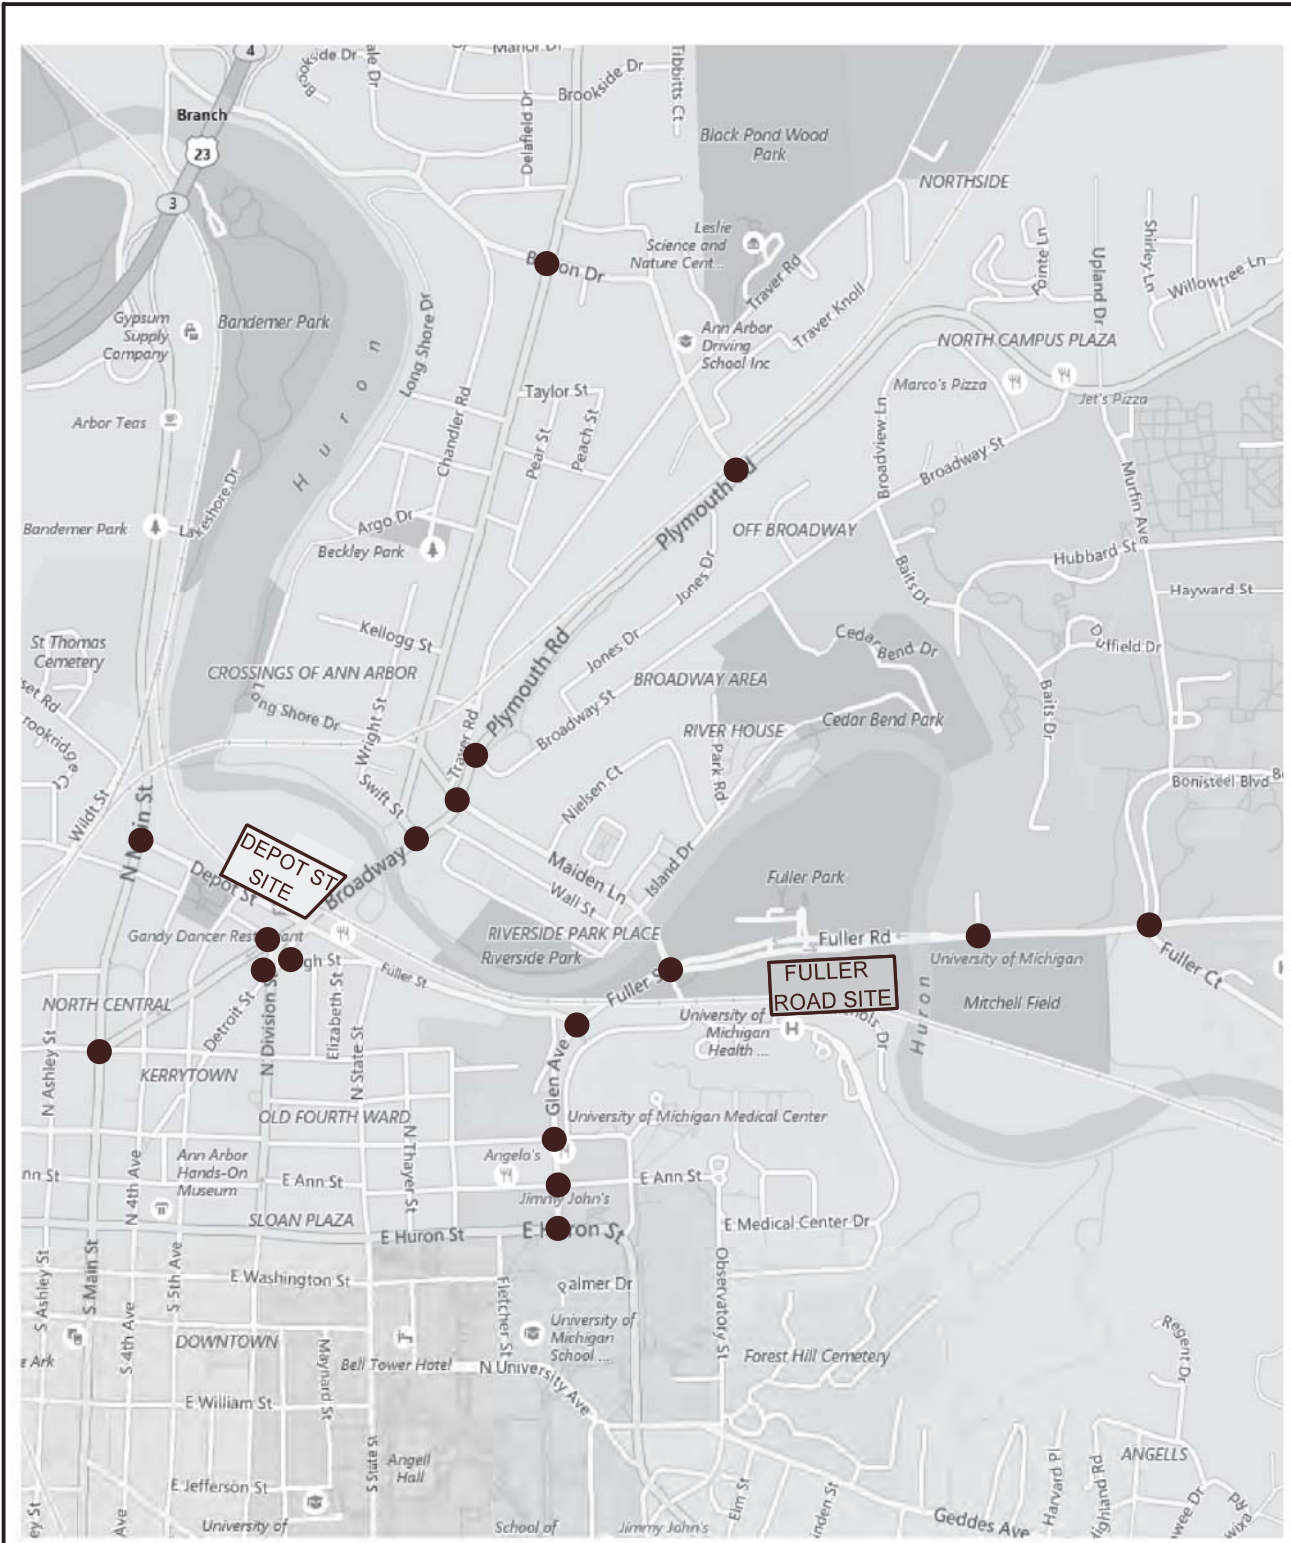 4
Manor Dr
Brookside Dr
Tibbitts Ct
Branch
23
3
Delafield Dr
Black Pond Wood
Park
NORTHSIDE
Leslie
Science and
Nature Cent...
Traver Rd
Pointe Ln
Upland Dr
Shirley Ln
Willowtree Ln
Gypsum
Supply
Company
Bandemer Park
Huron
Long Shore Dr
Ann Arbor
Driving
School Inc
Traver Knoll
NORTH CAMPUS PLAZA
Marco's Pizza
Jet's Pizza
Arbor Teas
Chandler Rd
Taylor St
Pear St
Peach St
Broadview Ln
Broadway St
Murfin Ave
Bandemer Park
Lakeshore Dr
Argo Dr
Beckley Park
Plymouth Rd
OFF BROADWAY
Jones Dr
Baits Dr
Hubbard St
Hayward St
Kellogg St
St Thomas
Cemetery
CROSSINGS OF ANN ARBOR
Long Shore Dr
Wright St
Traver Rd
Plymouth Rd
Jones Dr
Broadway St
BROADWAY AREA
RIVER HOUSE
Park Rd
Cedar Bend Dr
Cedar Bend Park
Duffield Dr
Baits Dr
Bonisteel Blvd
Wildt St
N Main St
Swift St
Nielsen Ct
DEPOT ST
SITE
Depot St
Broadway
Maiden Ln
Wall St
Island Dr
Fuller Park
Gandy Dancer Restaurant
RIVERSIDE PARK PLACE
Riverside Park
Fuller Rd
University of Michigan
Fuller Ct
gh St
Fuller St
Fuller S
FULLER
ROAD SITE
Mitchell Field
Huron
NORTH CENTRAL
Detroit St
N Division St
Elizabeth St
N State St
University of
Michigan
Health ...
N Ashley St
KERRYTOWN
Glen Ave
OLD FOURTH WARD
N Thayer St
University of Michigan Medical Center
Ann Arbor
Hands-On
Museum
N 4th Ave
Angelo's
nn St
E Ann St
E Ann St
Jimmy John's
SLOAN PLAZA
E Huron St
E Huron St
E Medical Center Dr
S Ashley St
S Main St
S 5th Ave
E Washington St
Fletcher St
Palmer Dr
Observatory St
S 4th Ave
DOWNTOWN
Maynard St
University of
Michigan
School ...
Regent Dr
e Ark
Bell Tower Hotel
N University Ave
Forest Hill Cemetery
E William St
S State St
Angell
Hall
ANGELLS
E Jefferson St
Elm St
Harvard Pl
Highland Rd
ey St
Ave
University of
School of
Jimmy John's
inden St
Geddes Ave
wee Dr